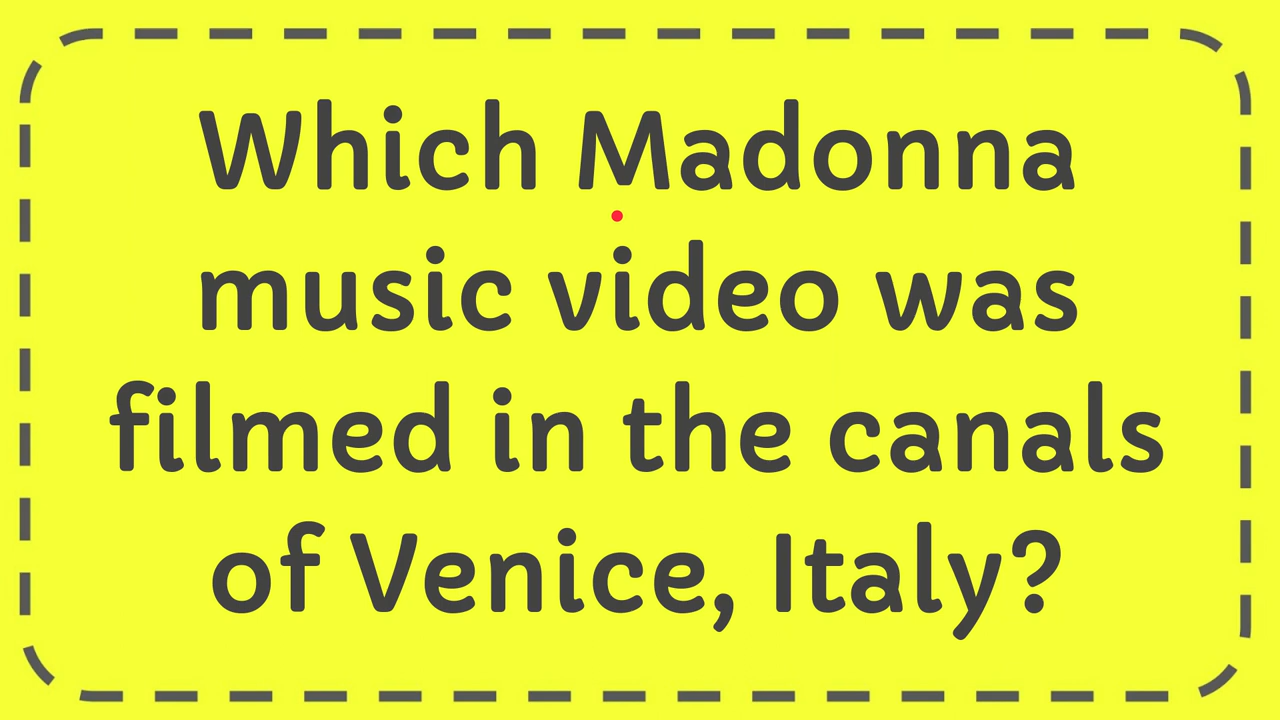 Which Madonna
music video was
filmed in the canals
of Venice, Italy?